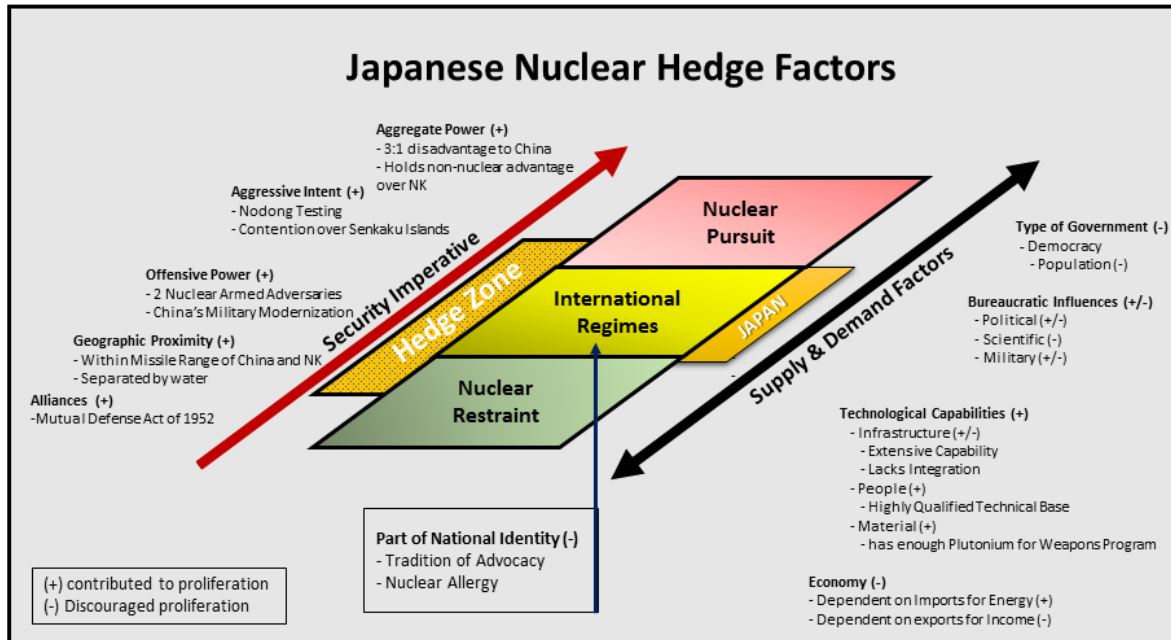 Japanese Nuclear Hedge Factors
Aggregate Power (+)
- 3:1 disadvantage to China
- Holds non-nuclear advantage
over NK
Aggressive Intent (+)
- Nodong Testing
- Contention over Senkaku Islands
Offensive Power (+)
- 2 Nuclear Armed Adversaries
- China's Military Modernization
Geographic Proximity (+)
- Within Missile Range of China and NK
- Separated by water
Alliances (+)
-Mutual Defense Act of 1952
Security Imperative
Hedge Zone
Nuclear
Pursuit
International
Regimes
Nuclear
Restraint
JAPAN
Supply & Demand Factors
Type of Government (-)
- Democracy
- Population (-)
Bureaucratic Influences (+/-)
- Political (+/-)
- Scientific (-)
- Military (+/-)
Technological Capabilities (+)
- Infrastructure (+/-)
- Extensive Capability
- Lacks Integration
- People (+)
- Highly Qualified Technical Base
- Material (+)
- has enough Plutonium for Weapons Program
Economy (-)
- Dependent on Imports for Energy (+)
- Dependent on exports for Income (-)
Part of National Identity (-)
- Tradition of Advocacy
- Nuclear Allergy
(+) contributed to proliferation
(-) Discouraged proliferation